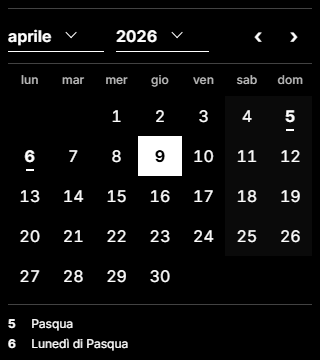 aprile 2026
lun mar mer gio ven sab dom
1 2 3 4 5
6 7 8 9 10 11 12
13 14 15 16 17 18 19
20 21 22 23 24 25 26
27 28 29 30
5 Pasqua
6 Lunedì di Pasqua